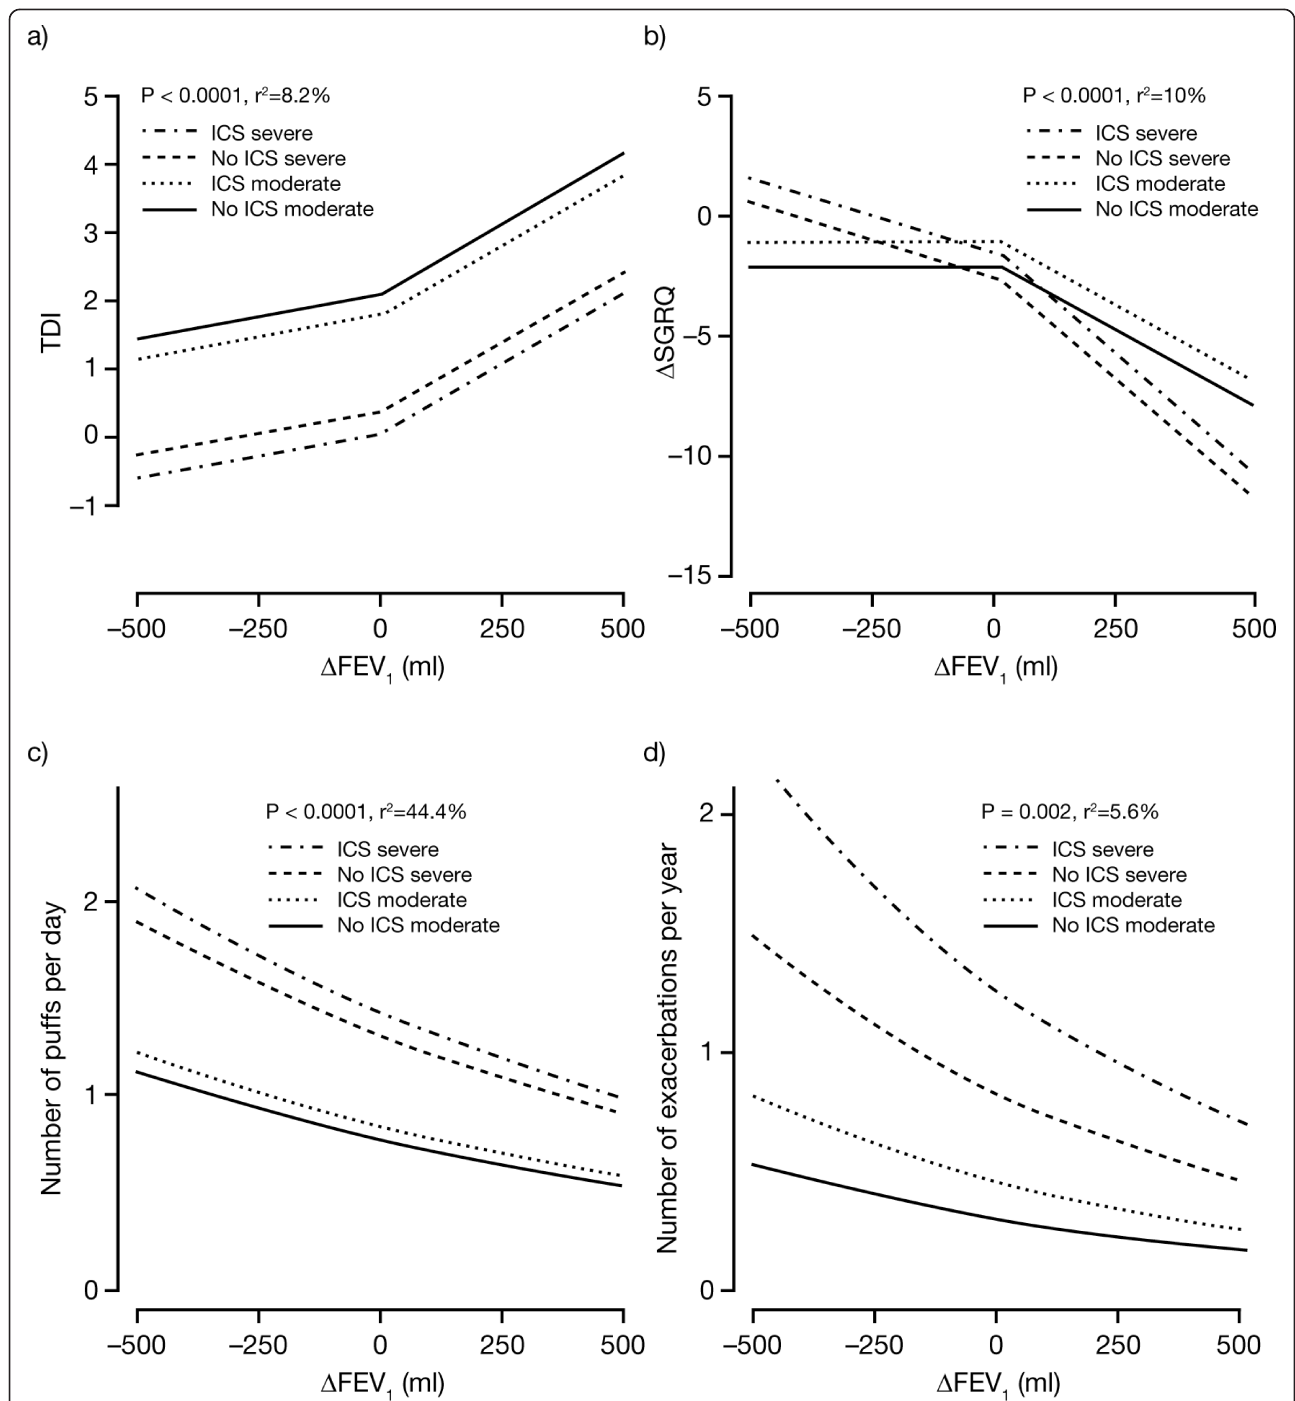 a)
P < 0.0001, r²=8.2%
ICS severe
No ICS severe
ICS moderate
No ICS moderate
TDI
5
4
3
2
1
0
–1
–500 –250 0 250 500
ΔFEV₁ (ml)
b)
P < 0.0001, r²=10%
ICS severe
No ICS severe
ICS moderate
No ICS moderate
ΔSGRQ
5
0
–5
–10
–15
–500 –250 0 250 500
ΔFEV₁ (ml)
c)
P < 0.0001, r²=44.4%
ICS severe
No ICS severe
ICS moderate
No ICS moderate
Number of puffs per day
2
1
0
–500 –250 0 250 500
ΔFEV₁ (ml)
d)
P = 0.002, r²=5.6%
ICS severe
No ICS severe
ICS moderate
No ICS moderate
Number of exacerbations per year
2
1
0
–500 –250 0 250 500
ΔFEV₁ (ml)